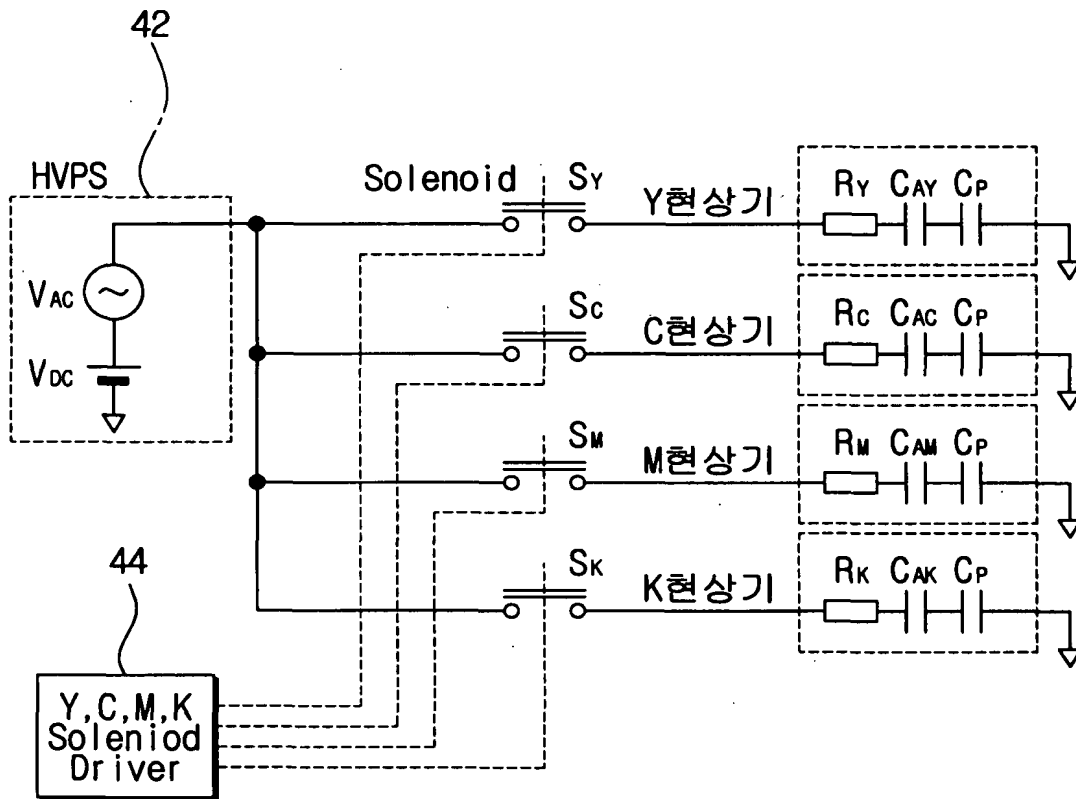 42
HVPS
VAC
VDC
Solenoid
SY
Y현상기
RY CAY CP
SC
C현상기
RC CAC CP
SM
M현상기
RM CAM CP
SK
K현상기
RK CAK CP
44
Y,C,M,K
Soleniod
Driver